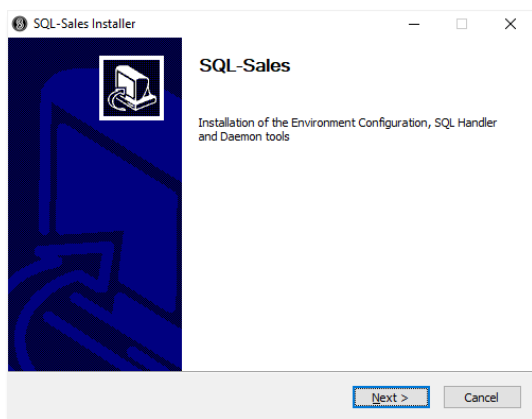 SQL-Sales Installer
SQL-Sales
Installation of the Environment Configuration, SQL Handler
and Daemon tools
Next >
Cancel